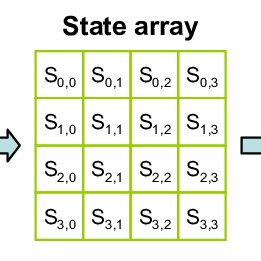 State array
S0,0 S0,1 S0,2 S0,3
S1,0 S1,1 S1,2 S1,3
S2,0 S2,1 S2,2 S2,3
S3,0 S3,1 S3,2 S3,3